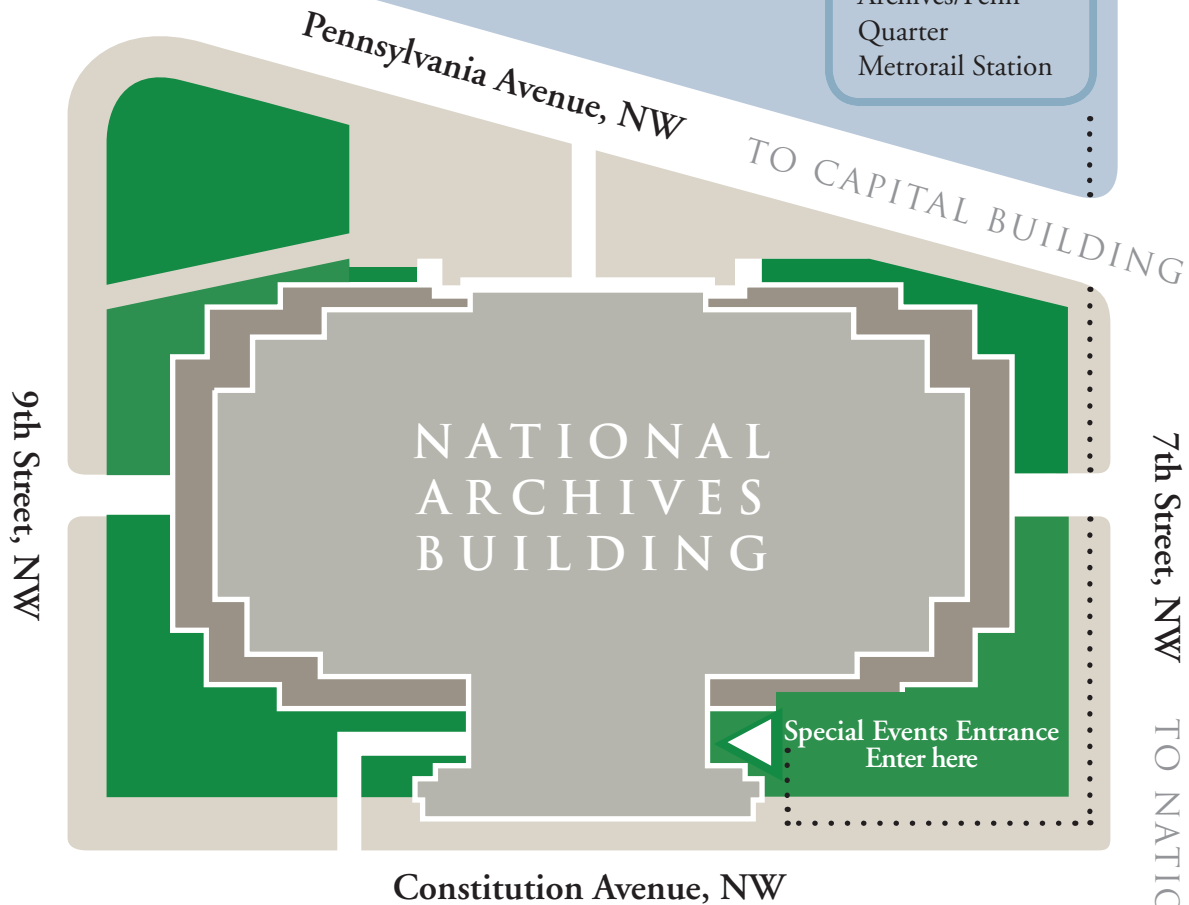 Quarter
Metrorail Station
Pennsylvania Avenue, NW
TO CAPITAL BUILDING
NATIONAL
ARCHIVES
BUILDING
9th Street, NW
7th Street, NW
Special Events Entrance
Enter here
TO
Constitution Avenue, NW